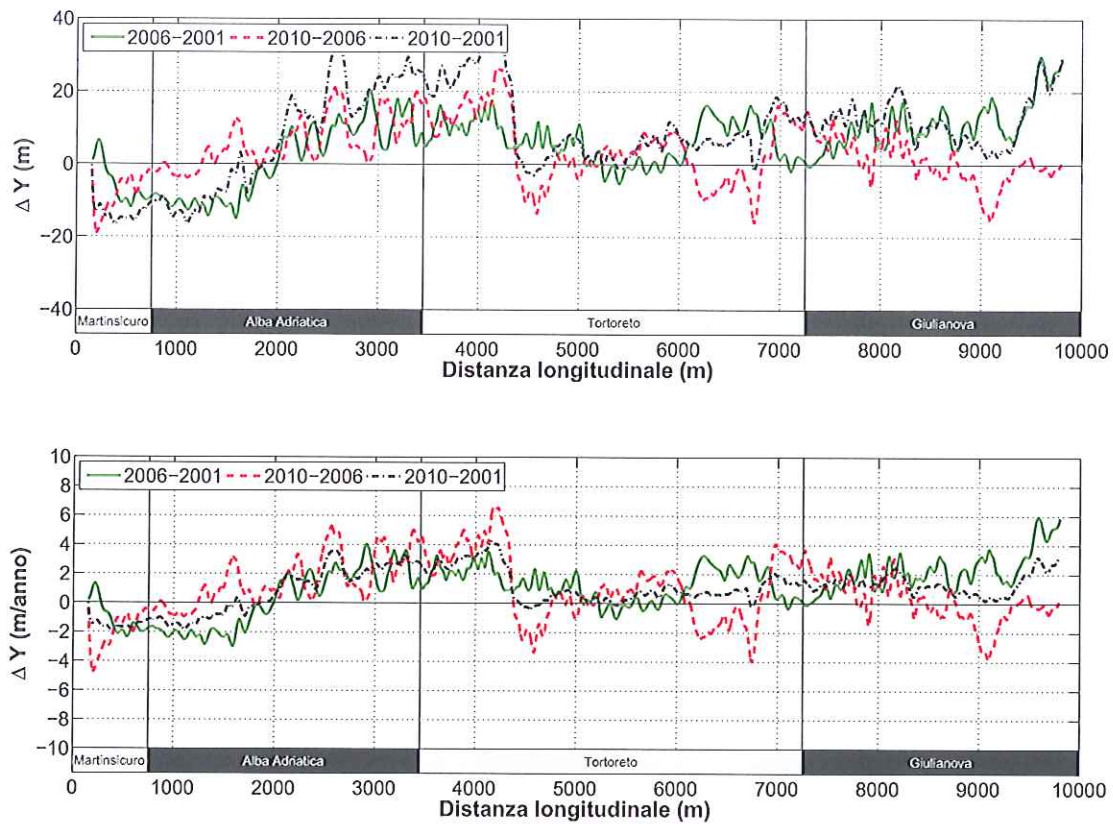 40
20
0
−20
−40
Δ Y (m)
2006−2001 2010−2006 2010−2001
Martinsicuro Alba Adriatica Tortoreto Giulianova
0 1000 2000 3000 4000 5000 6000 7000 8000 9000 10000
Distanza longitudinale (m)
10
8
6
4
2
0
−2
−4
−6
−8
−10
Δ Y (m/anno)
2006−2001 2010−2006 2010−2001
Martinsicuro Alba Adriatica Tortoreto Giulianova
0 1000 2000 3000 4000 5000 6000 7000 8000 9000 10000
Distanza longitudinale (m)